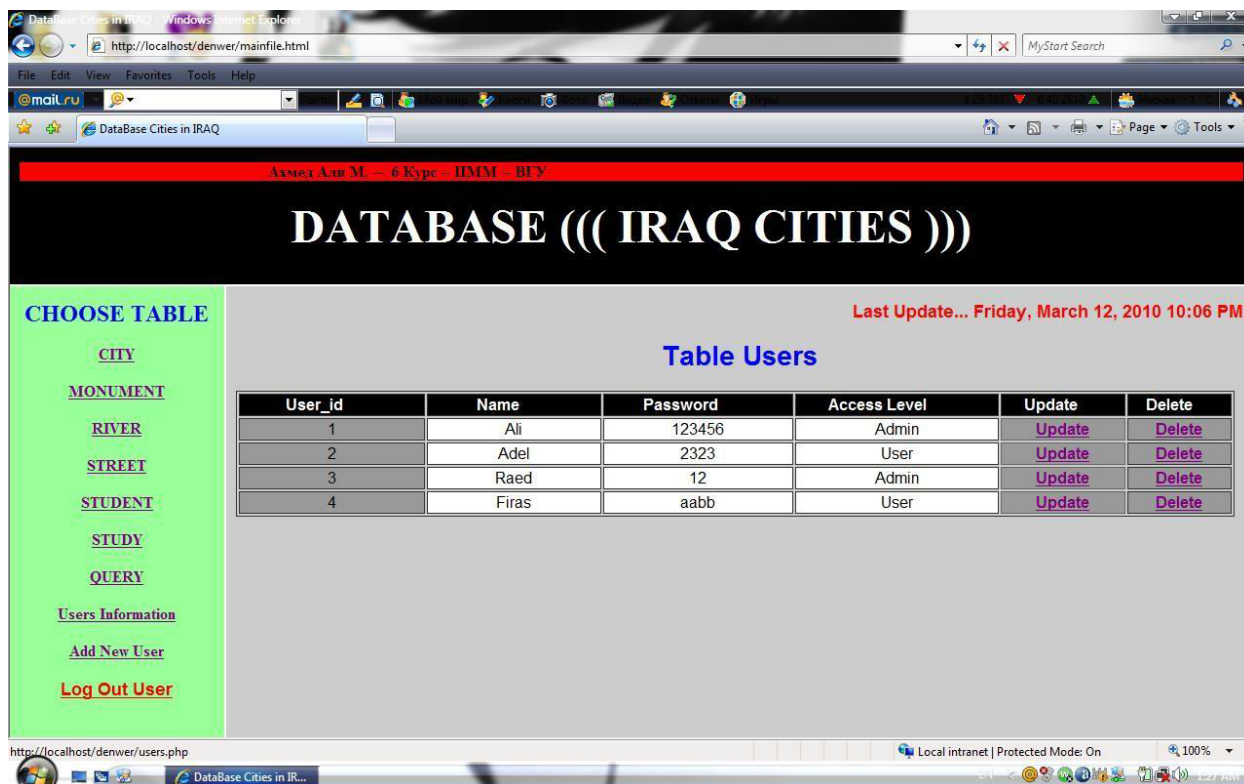 DataBase Cities in IRAQ - Windows Internet Explorer
http://localhost/denwer/mainfile.html
MyStart Search
File Edit View Favorites Tools Help
@mail.ru
DataBase Cities in IRAQ
Page Tools
Ахмед Али М. – 6 Курс – ПММ – ВГУ
DATABASE ((( IRAQ CITIES )))
CHOOSE TABLE
CITY
MONUMENT
RIVER
STREET
STUDENT
STUDY
QUERY
Users Information
Add New User
Log Out User
Last Update... Friday, March 12, 2010 10:06 PM
Table Users
User_id Name Password Access Level Update Delete
1 Ali 123456 Admin Update Delete
2 Adel 2323 User Update Delete
3 Raed 12 Admin Update Delete
4 Firas aabb User Update Delete
http://localhost/denwer/users.php
Local intranet | Protected Mode: On
100%
DataBase Cities in IR...
1:27 AM